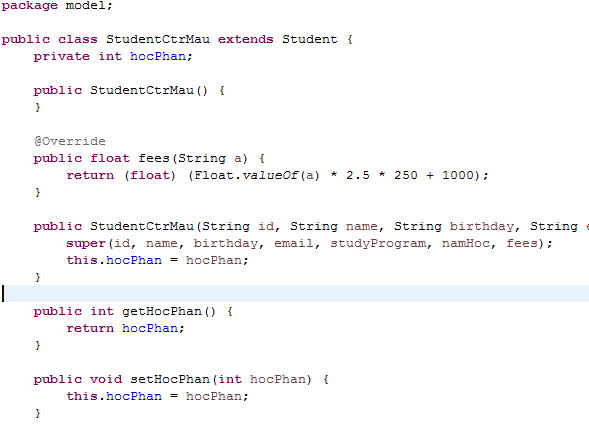 package model;
public class StudentCtrMau extends Student {
private int hocPhan;
public StudentCtrMau() {
}
@Override
public float fees(String a) {
return (float) (Float.valueOf(a) * 2.5 * 250 + 1000);
}
public StudentCtrMau(String id, String name, String birthday, String
super(id, name, birthday, email, studyProgram, namHoc, fees);
this.hocPhan = hocPhan;
}
public int getHocPhan() {
return hocPhan;
}
public void setHocPhan(int hocPhan) {
this.hocPhan = hocPhan;
}